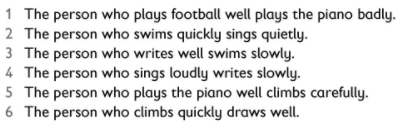 1 The person who plays football well plays the piano badly.
2 The person who swims quickly sings quietly.
3 The person who writes well swims slowly.
4 The person who sings loudly writes slowly.
5 The person who plays the piano well climbs carefully.
6 The person who climbs quickly draws well.